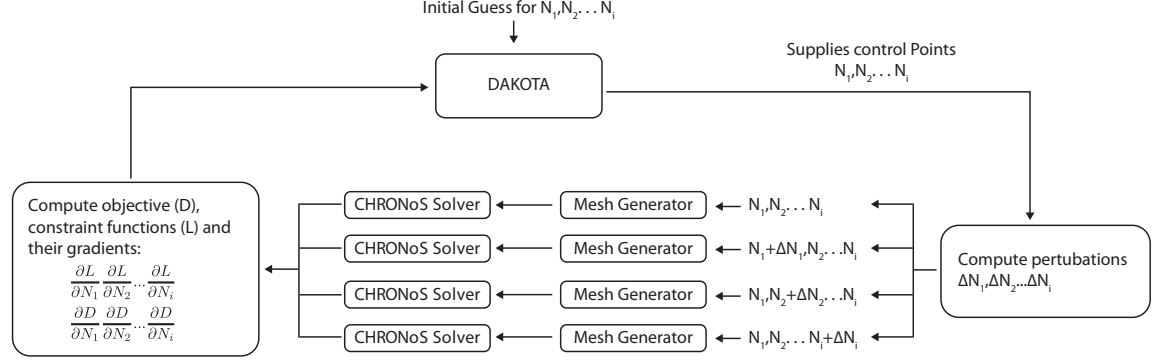 Initial Guess for N₁,N₂...Nᵢ
DAKOTA
Supplies control Points
N₁,N₂...Nᵢ
Compute objective (D),
constraint functions (L) and
their gradients:
∂L/∂N₁ ∂L/∂N₂ ... ∂L/∂Nᵢ
∂D/∂N₁ ∂D/∂N₂ ... ∂D/∂Nᵢ
CHRONoS Solver Mesh Generator N₁,N₂...Nᵢ
CHRONoS Solver Mesh Generator N₁+ΔN₁,N₂...Nᵢ
CHRONoS Solver Mesh Generator N₁,N₂+ΔN₂...Nᵢ
CHRONoS Solver Mesh Generator N₁,N₂...Nᵢ+ΔNᵢ
Compute pertubations
ΔN₁,ΔN₂...ΔNᵢ